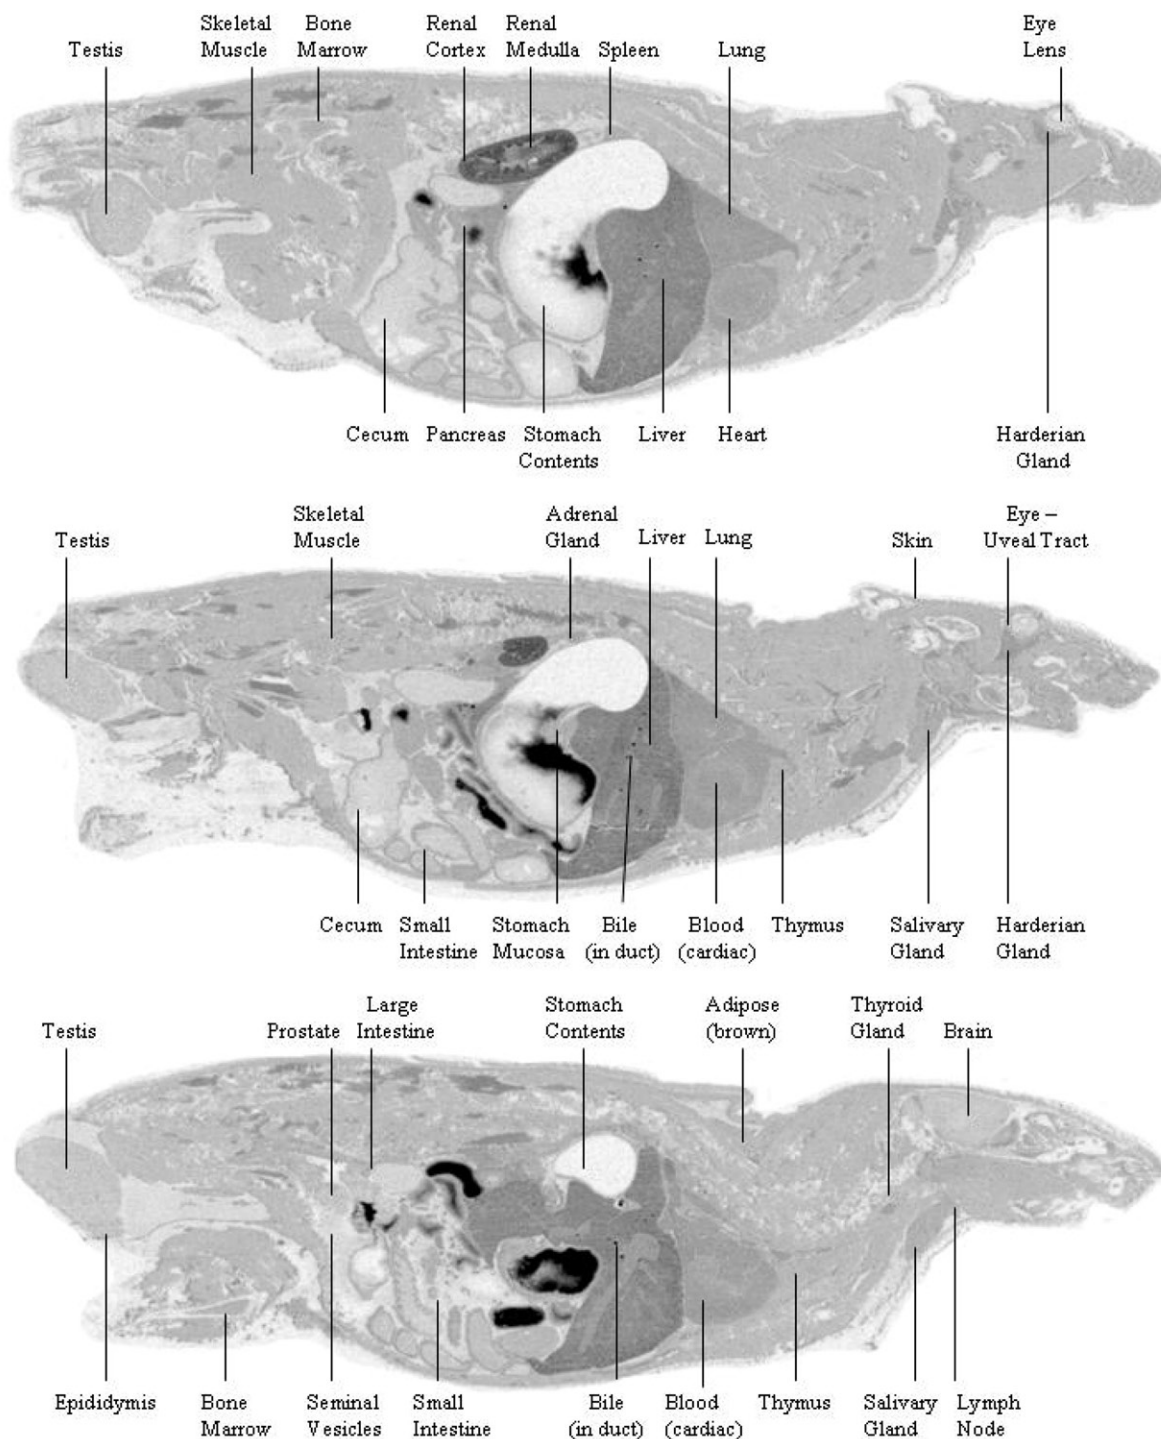 Testis
Skeletal Muscle
Bone Marrow
Renal Cortex
Renal Medulla
Spleen
Lung
Eye Lens
Cecum
Pancreas
Stomach Contents
Liver
Heart
Harderian Gland
Testis
Skeletal Muscle
Adrenal Gland
Liver
Lung
Skin
Eye – Uveal Tract
Cecum
Small Intestine
Stomach Mucosa
Bile (in duct)
Blood (cardiac)
Thymus
Salivary Gland
Harderian Gland
Testis
Prostate
Large Intestine
Stomach Contents
Adipose (brown)
Thyroid Gland
Brain
Epididymis
Bone Marrow
Seminal Vesicles
Small Intestine
Bile (in duct)
Blood (cardiac)
Thymus
Salivary Gland
Lymph Node